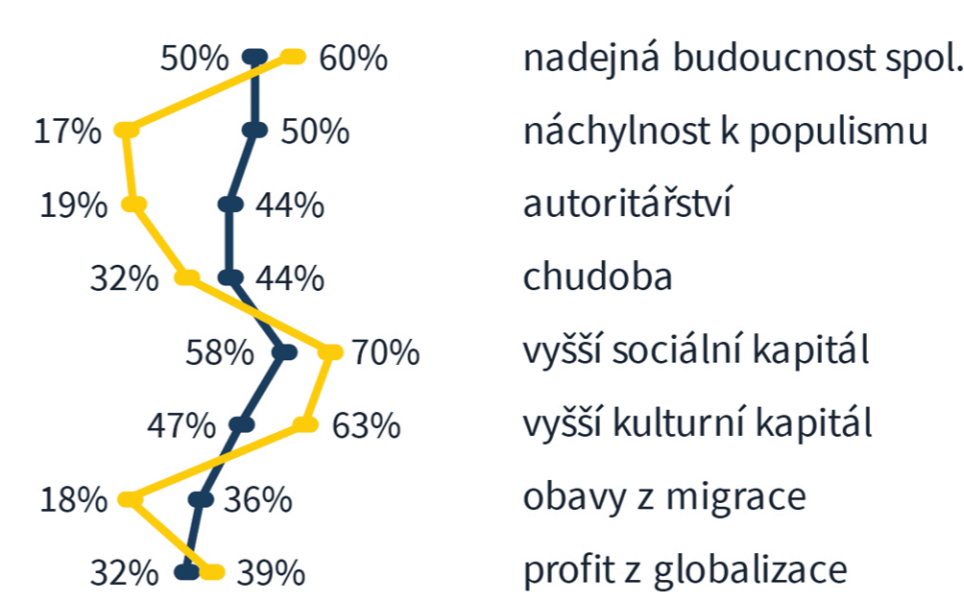 50% 60% nadejná budoucnost spol.
17% 50% náchylnost k populismu
19% 44% autoritářství
32% 44% chudoba
58% 70% vyšší sociální kapitál
47% 63% vyšší kulturní kapitál
18% 36% obavy z migrace
32% 39% profit z globalizace